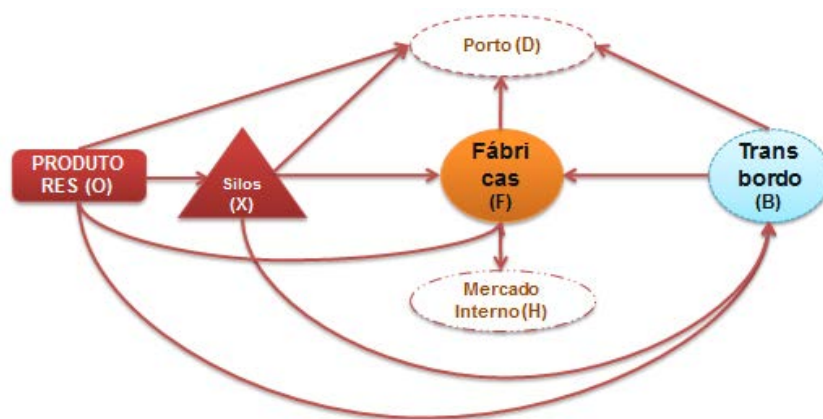 Porto (D)
PRODUTO
RES (O)
Silos
(X)
Fábri
cas
(F)
Trans
bordo
(B)
Mercado
Interno (H)